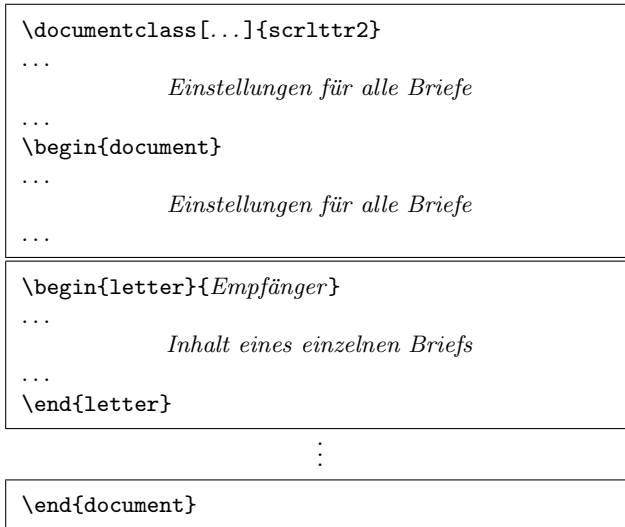 \documentclass[...]{scrlttr2}
...
Einstellungen für alle Briefe
...
\begin{document}
...
Einstellungen für alle Briefe
...
\begin{letter}{Empfänger}
...
Inhalt eines einzelnen Briefs
...
\end{letter}
⋮
\end{document}